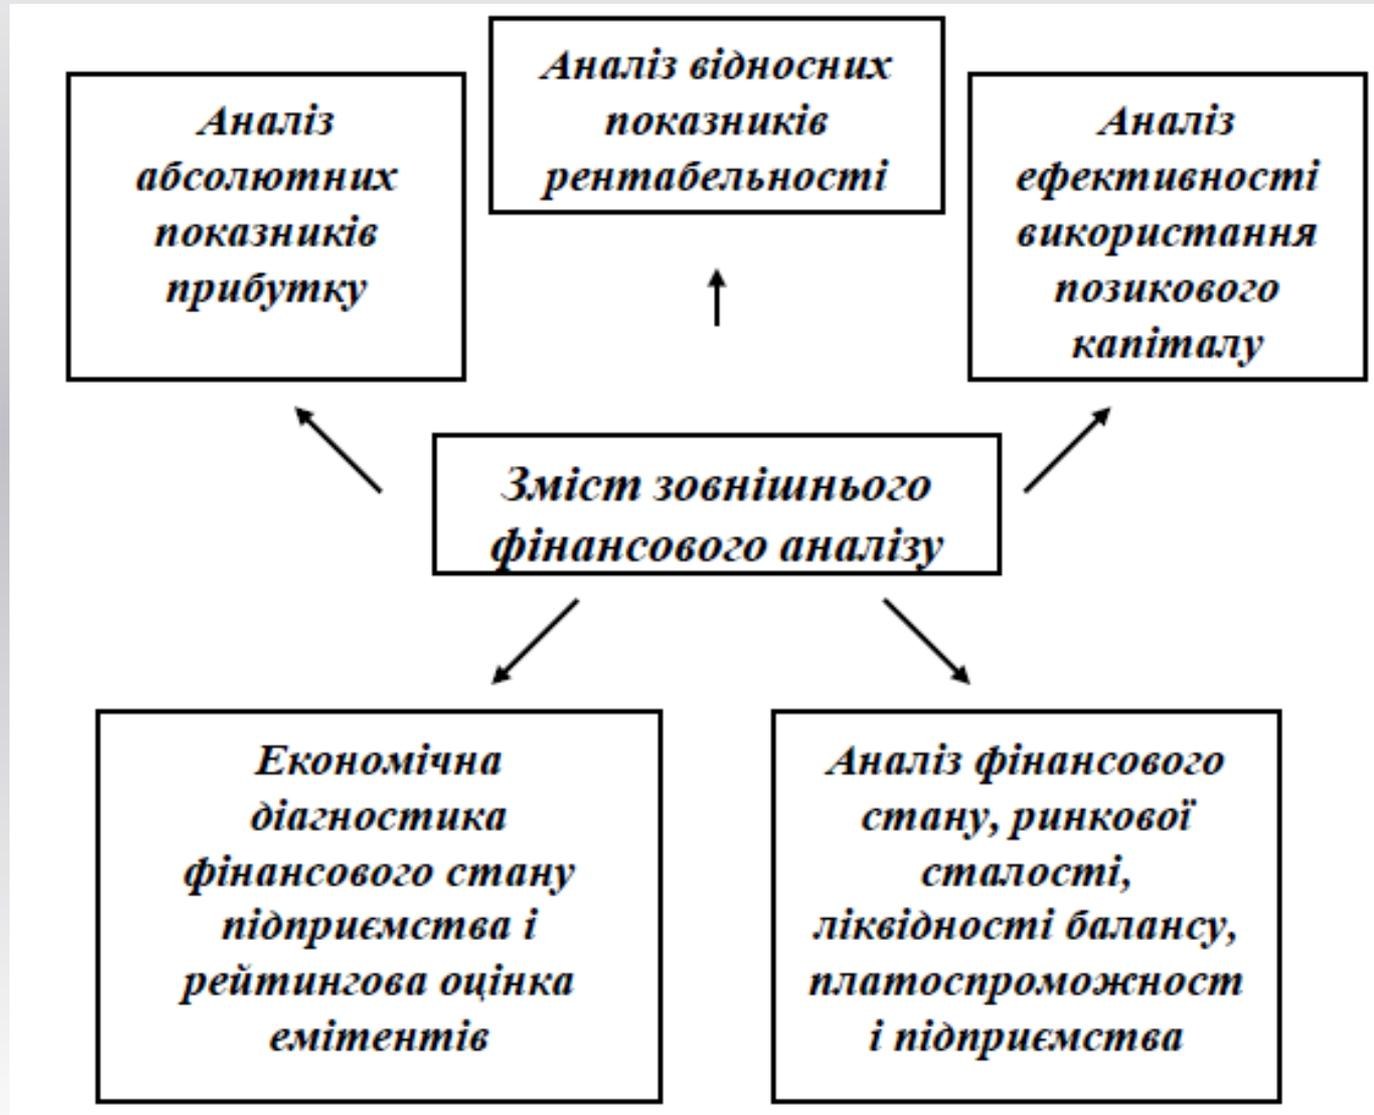 Аналіз
абсолютних
показників
прибутку
Аналіз відносних
показників
рентабельності
Аналіз
ефективності
використання
позикового
капіталу
Зміст зовнішнього
фінансового аналізу
Економічна
діагностика
фінансового стану
підприємства і
рейтингова оцінка
емітентів
Аналіз фінансового
стану, ринкової
сталості,
ліквідності балансу,
платоспроможност
і підприємства